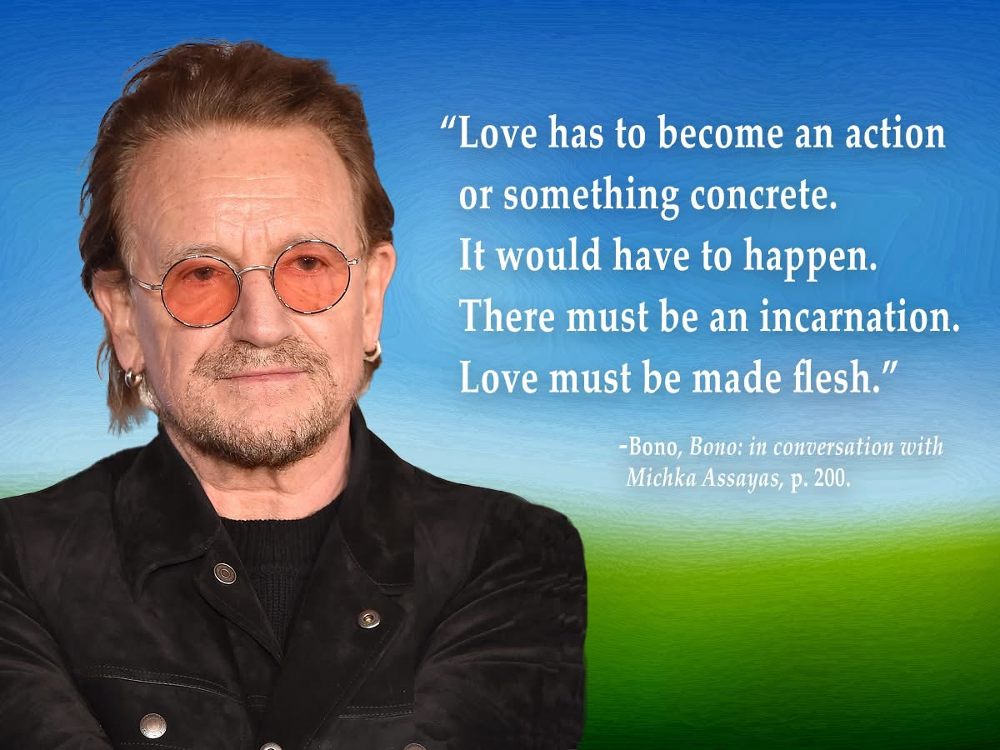 “Love has to become an action
or something concrete.
It would have to happen.
There must be an incarnation.
Love must be made flesh.”
-Bono, Bono: in conversation with
Michka Assayas, p. 200.